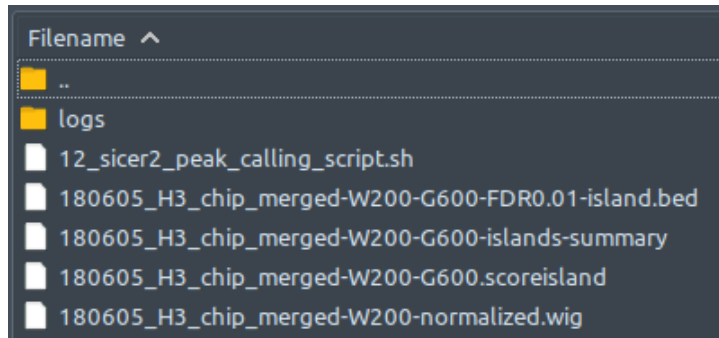 Filename
..
logs
12_sicer2_peak_calling_script.sh
180605_H3_chip_merged-W200-G600-FDR0.01-island.bed
180605_H3_chip_merged-W200-G600-islands-summary
180605_H3_chip_merged-W200-G600.scoreisland
180605_H3_chip_merged-W200-normalized.wig